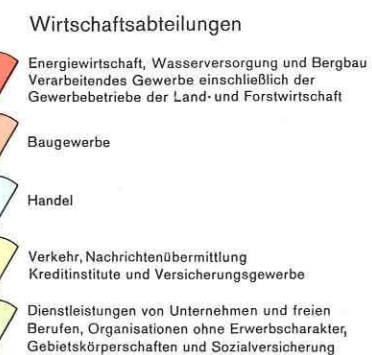 Wirtschaftsabteilungen
Energiewirtschaft, Wasserversorgung und Bergbau
Verarbeitendes Gewerbe einschließlich der
Gewerbebetriebe der Land- und Forstwirtschaft
Baugewerbe
Handel
Verkehr, Nachrichtenübermittlung
Kreditinstitute und Versicherungsgewerbe
Dienstleistungen von Unternehmen und freien
Berufen, Organisationen ohne Erwerbscharakter,
Gebietskörperschaften und Sozialversicherung